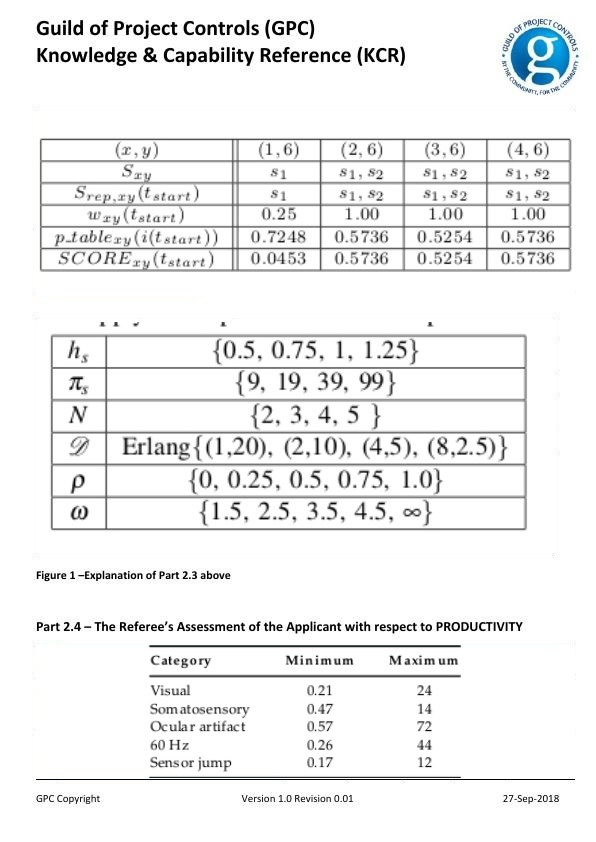 Guild of Project Controls (GPC)
Knowledge & Capability Reference (KCR)
GUILD OF PROJECT CONTROLS
BY THE COMMUNITY, FOR THE COMMUNITY
g
(x, y) (1, 6) (2, 6) (3, 6) (4, 6)
S_{xy} s_1 s_1, s_2 s_1, s_2 s_1, s_2
S_{rep,xy}(t_{start}) s_1 s_1, s_2 s_1, s_2 s_1, s_2
w_{xy}(t_{start}) 0.25 1.00 1.00 1.00
p_table_{xy}(i(t_{start})) 0.7248 0.5736 0.5254 0.5736
SCORE_{xy}(t_{start}) 0.0453 0.5736 0.5254 0.5736
h_s {0.5, 0.75, 1, 1.25}
π_s {9, 19, 39, 99}
N {2, 3, 4, 5 }
𝒟 Erlang{(1,20), (2,10), (4,5), (8,2.5)}
ρ {0, 0.25, 0.5, 0.75, 1.0}
ω {1.5, 2.5, 3.5, 4.5, ∞}
Figure 1 –Explanation of Part 2.3 above
Part 2.4 – The Referee’s Assessment of the Applicant with respect to PRODUCTIVITY
Category Minimum Maximum
Visual 0.21 24
Somatosensory 0.47 14
Ocular artifact 0.57 72
60 Hz 0.26 44
Sensor jump 0.17 12
GPC Copyright Version 1.0 Revision 0.01 27-Sep-2018